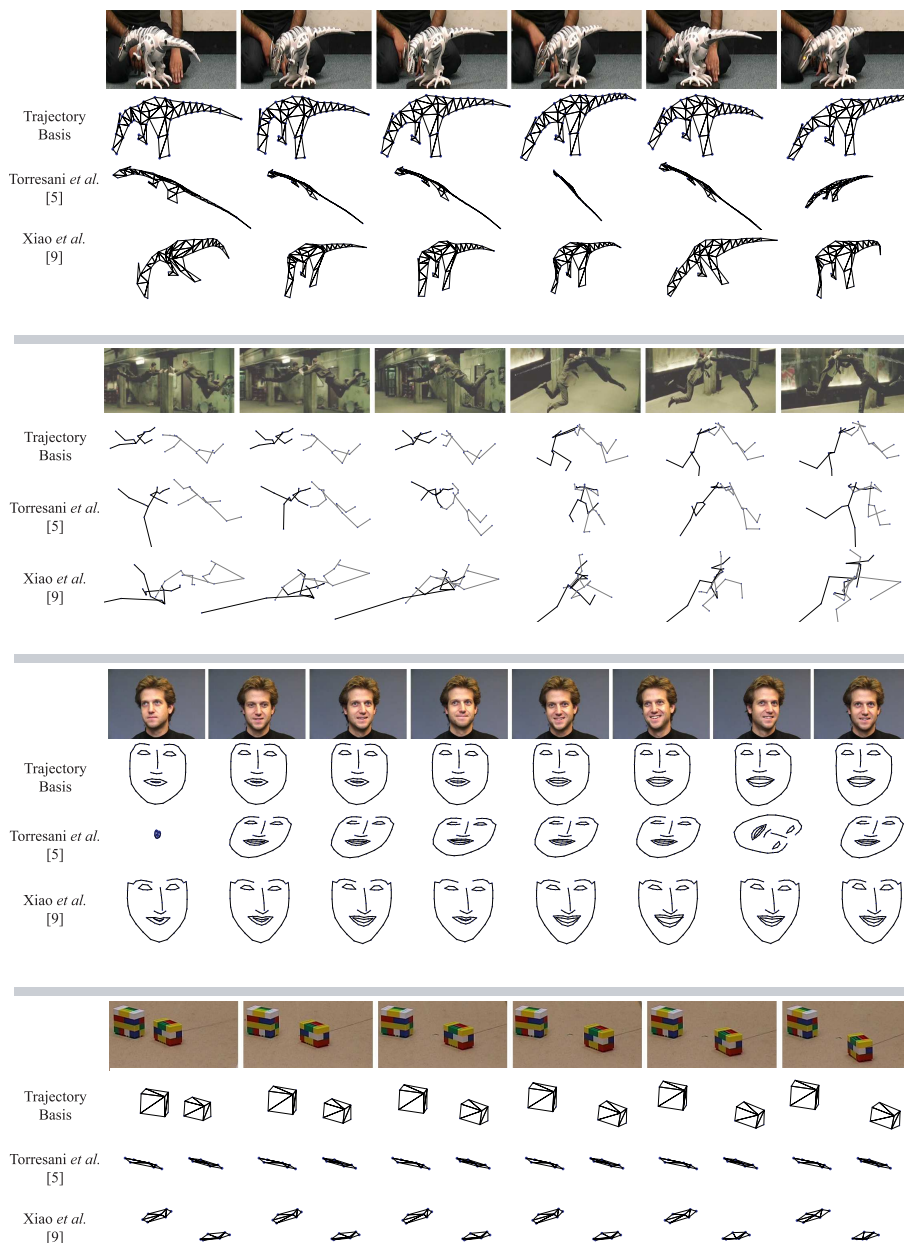 Trajectory
Basis
Torresani et al.
[5]
Xiao et al.
[9]
Trajectory
Basis
Torresani et al.
[5]
Xiao et al.
[9]
Trajectory
Basis
Torresani et al.
[5]
Xiao et al.
[9]
Trajectory
Basis
Torresani et al.
[5]
Xiao et al.
[9]